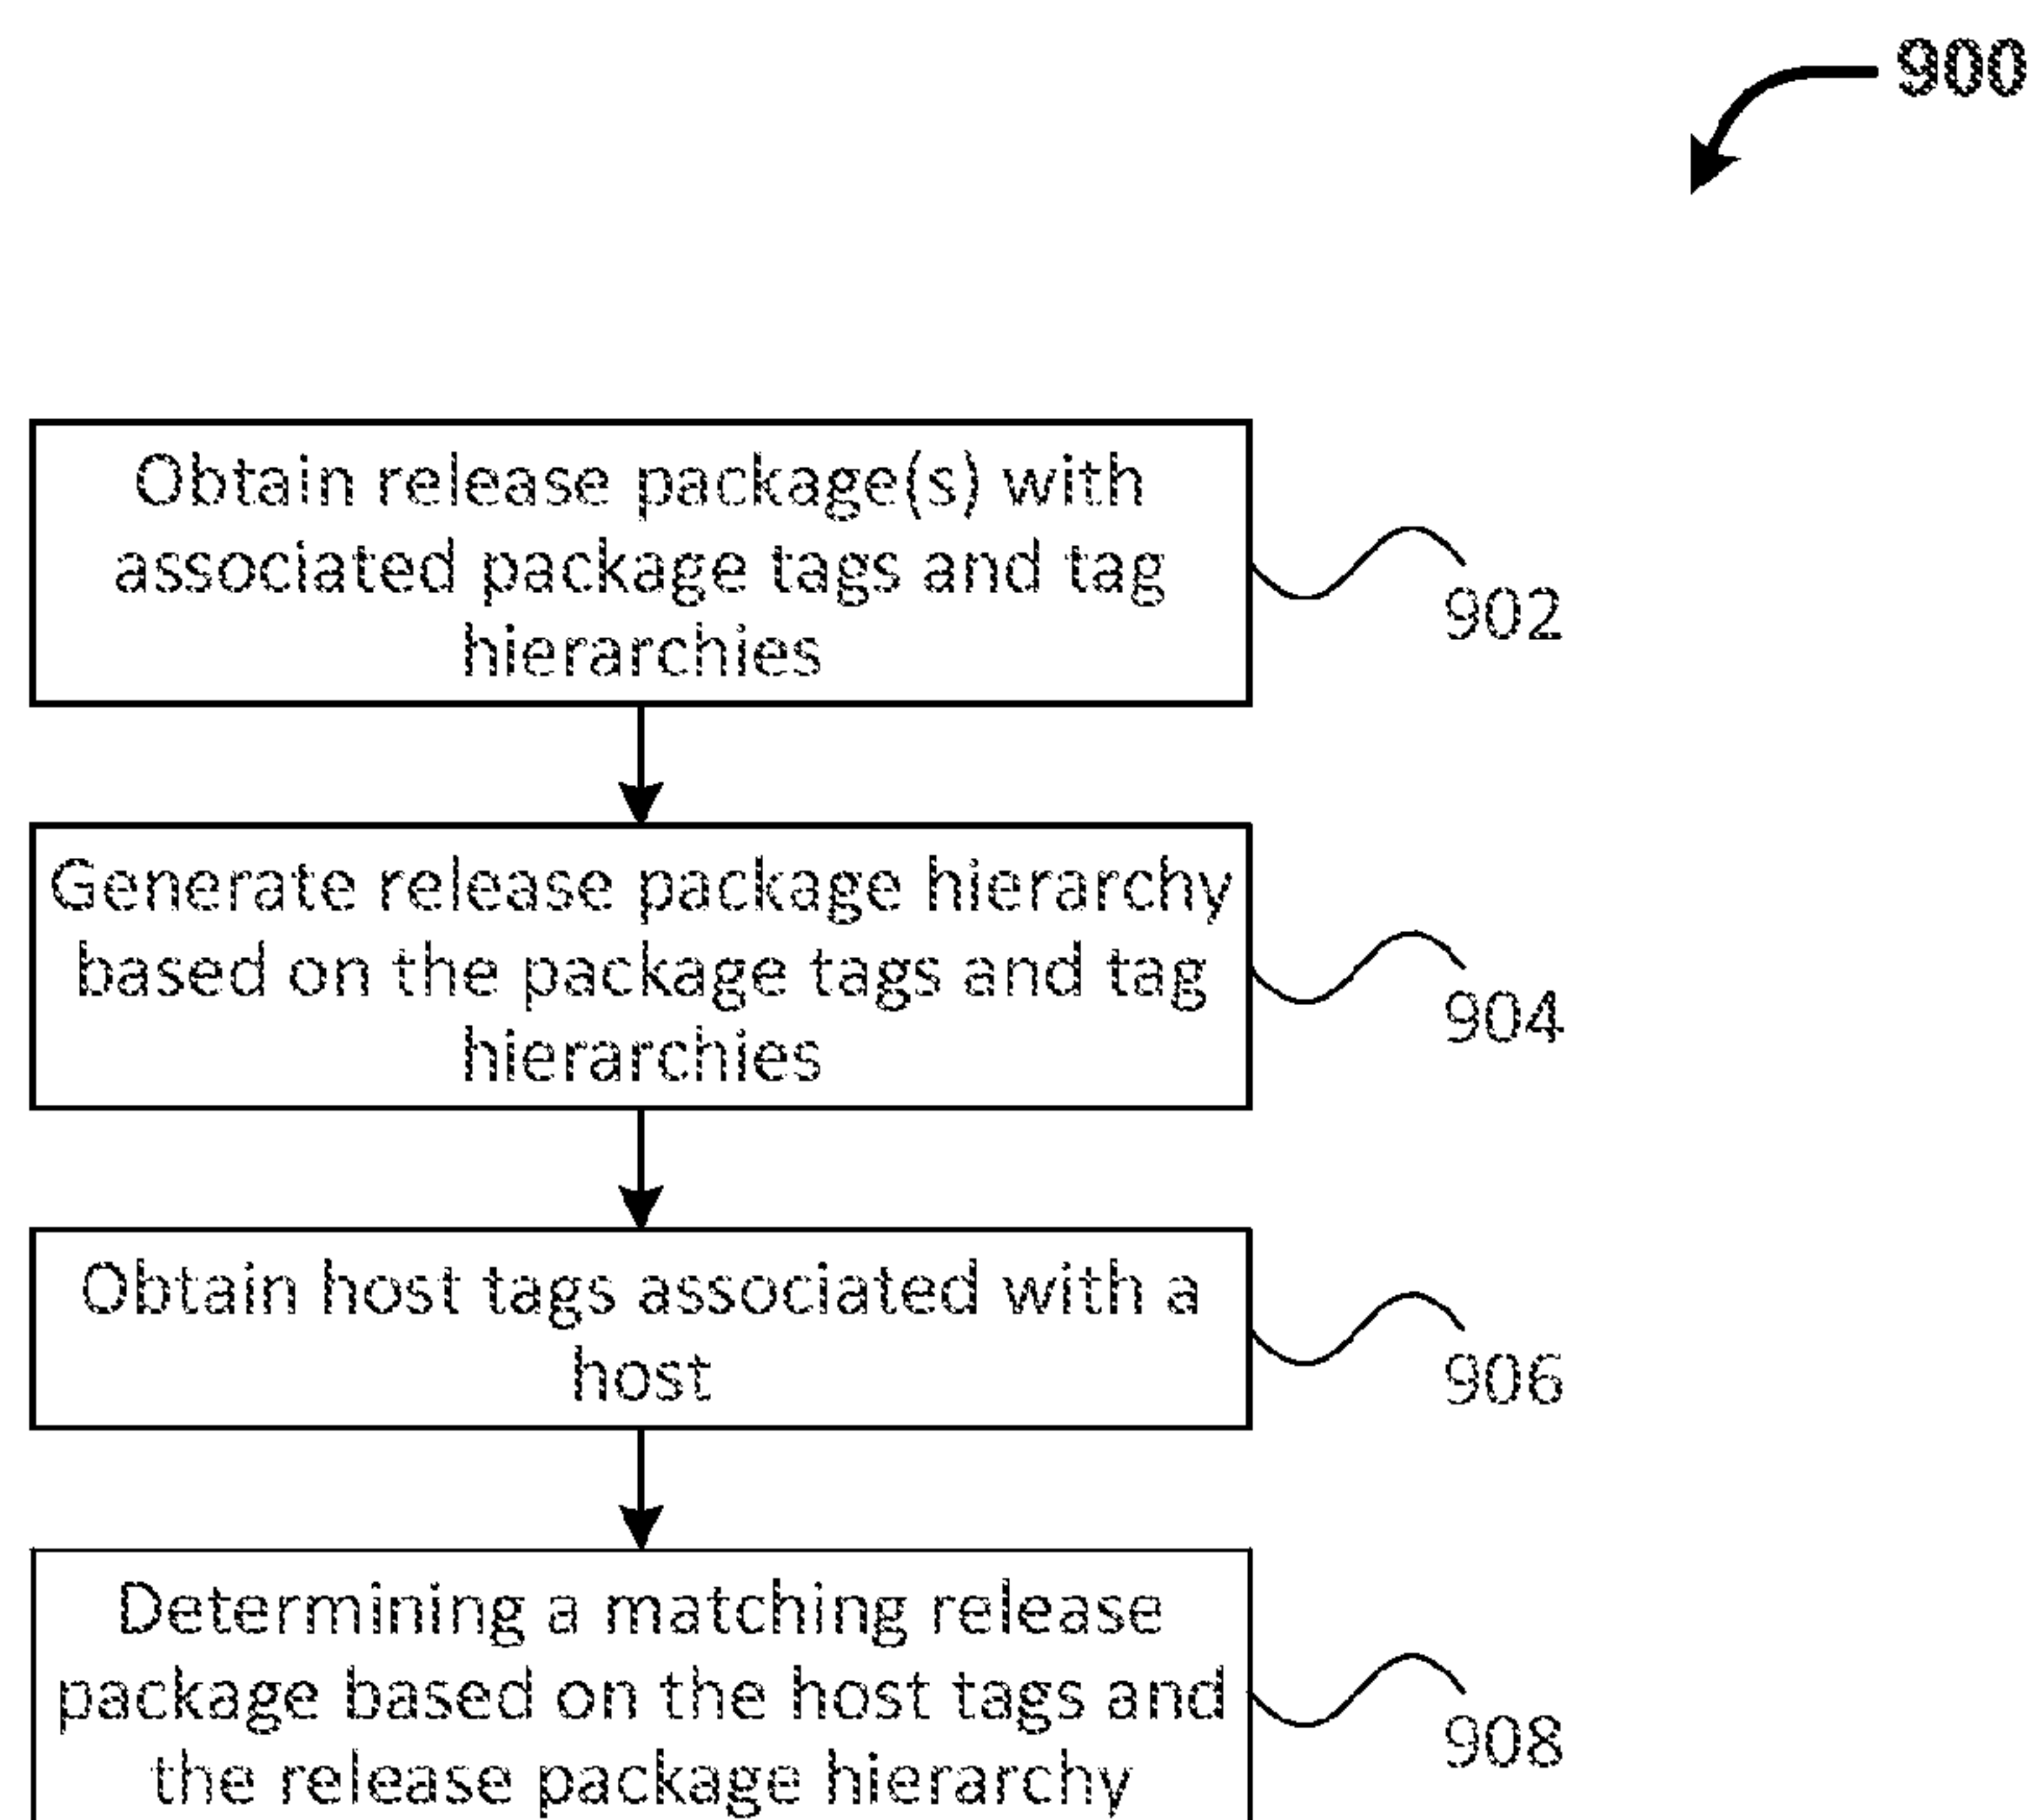 900
Obtain release package(s) with
associated package tags and tag
hierarchies
902
Generate release package hierarchy
based on the package tags and tag
hierarchies
904
Obtain host tags associated with a
host
906
Determining a matching release
package based on the host tags and
the release package hierarchy
908